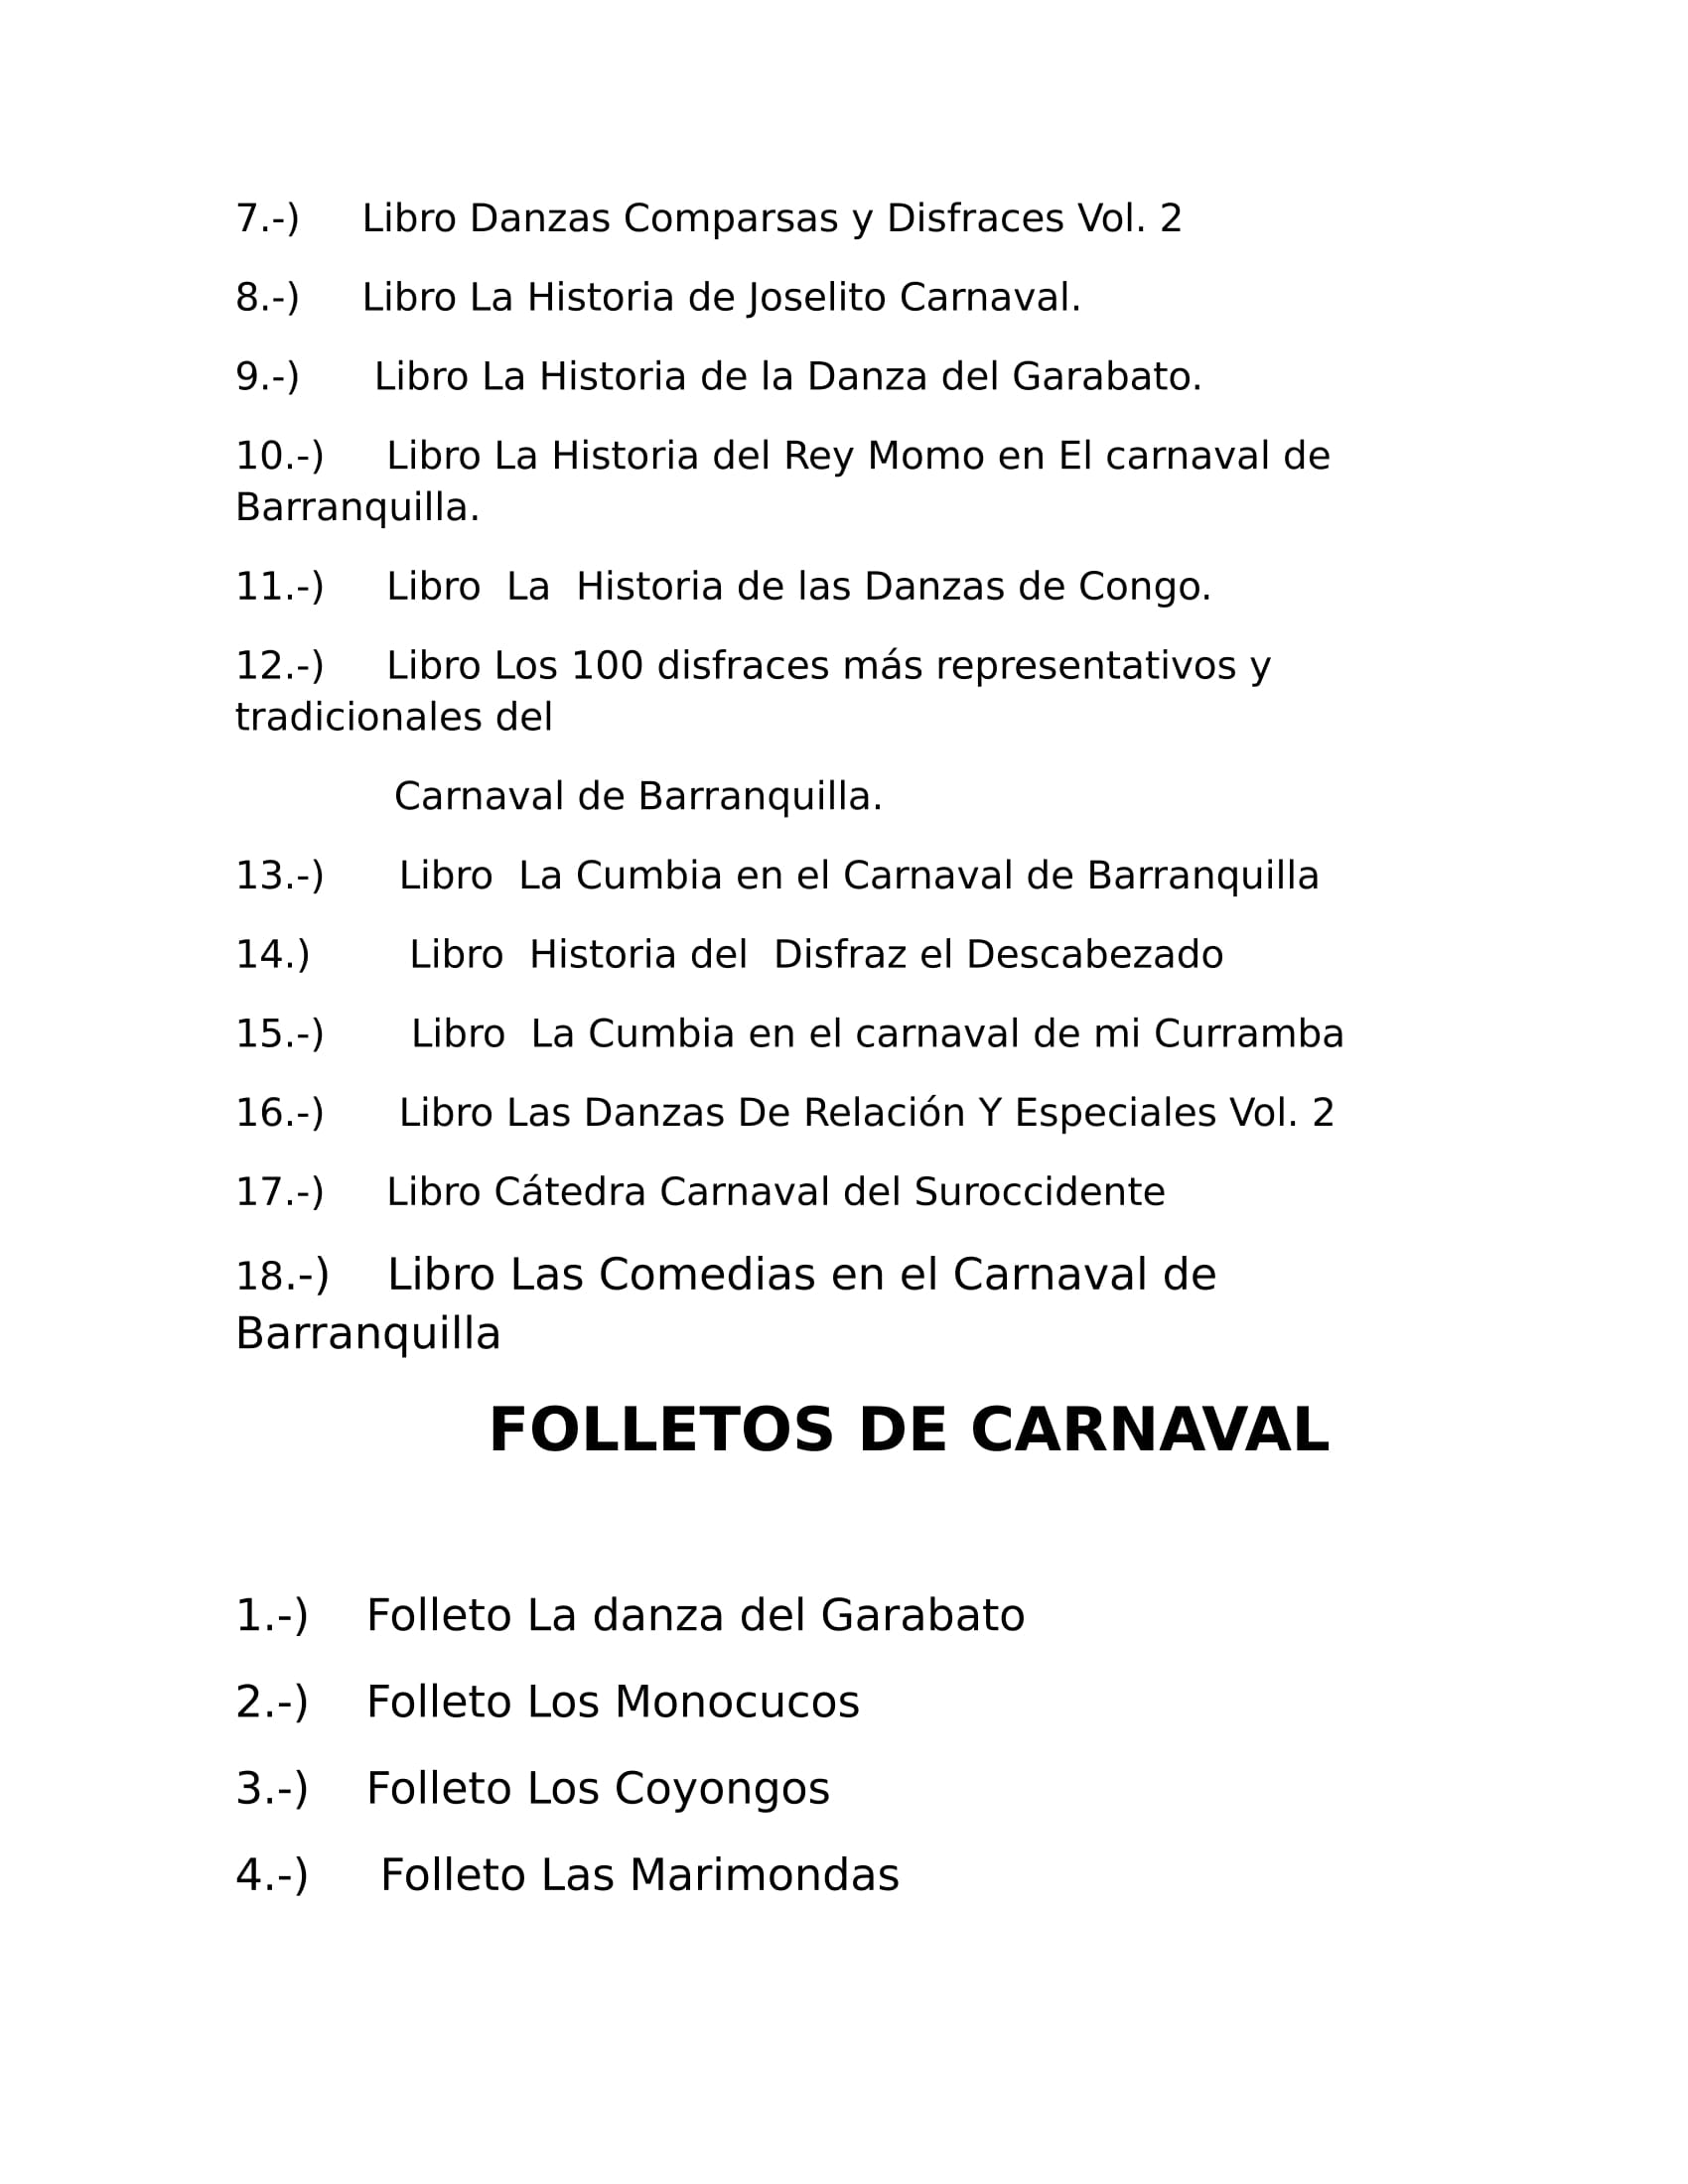 7.-) Libro Danzas Comparsas y Disfraces Vol. 2
8.-) Libro La Historia de Joselito Carnaval.
9.-) Libro La Historia de la Danza del Garabato.
10.-) Libro La Historia del Rey Momo en El carnaval de
Barranquilla.
11.-) Libro La Historia de las Danzas de Congo.
12.-) Libro Los 100 disfraces más representativos y
tradicionales del
Carnaval de Barranquilla.
13.-) Libro La Cumbia en el Carnaval de Barranquilla
14.) Libro Historia del Disfraz el Descabezado
15.-) Libro La Cumbia en el carnaval de mi Curramba
16.-) Libro Las Danzas De Relación Y Especiales Vol. 2
17.-) Libro Cátedra Carnaval del Suroccidente
18.-) Libro Las Comedias en el Carnaval de
Barranquilla
FOLLETOS DE CARNAVAL
1.-) Folleto La danza del Garabato
2.-) Folleto Los Monocucos
3.-) Folleto Los Coyongos
4.-) Folleto Las Marimondas